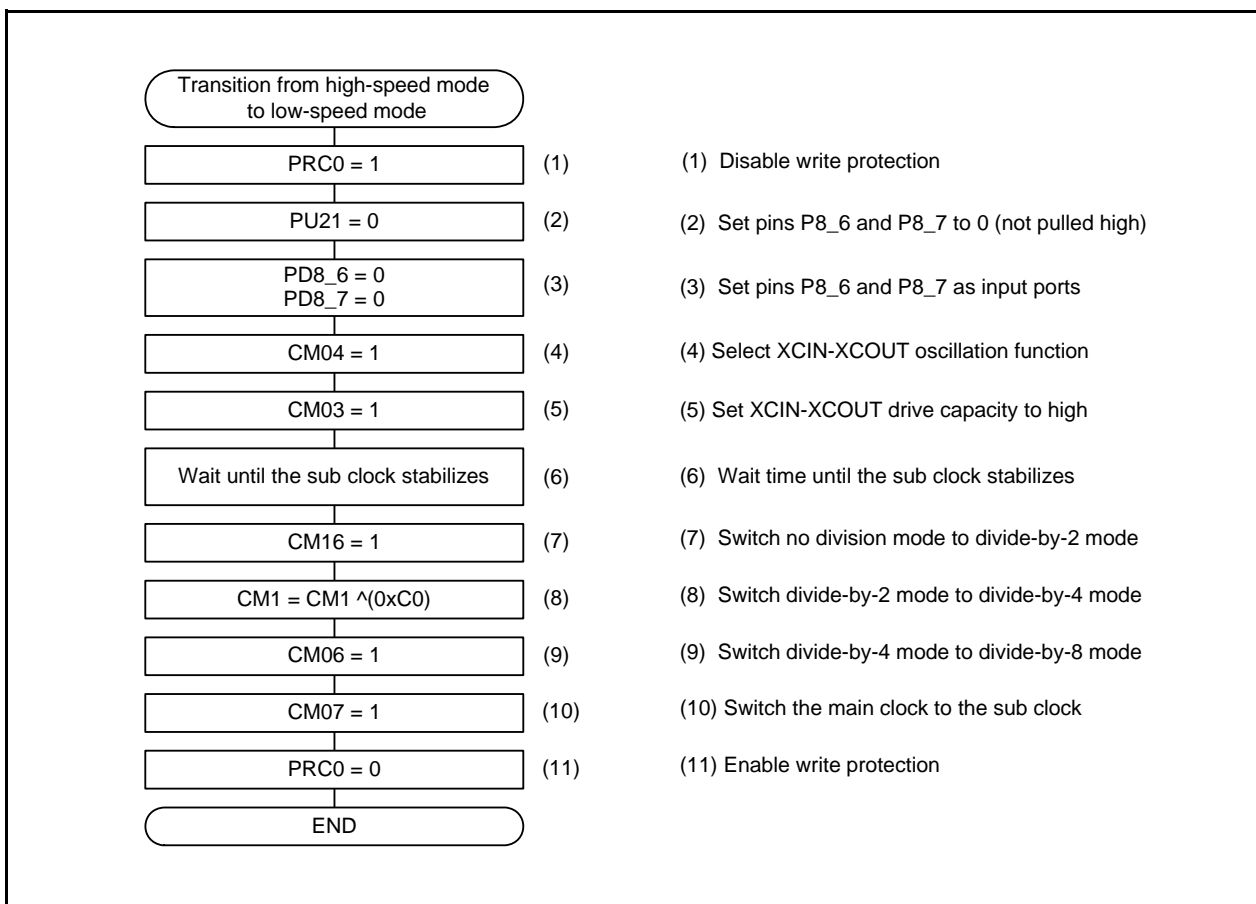 Transition from high-speed mode
to low-speed mode
PRC0 = 1
(1)
(1) Disable write protection
PU21 = 0
(2)
(2) Set pins P8_6 and P8_7 to 0 (not pulled high)
PD8_6 = 0
PD8_7 = 0
(3)
(3) Set pins P8_6 and P8_7 as input ports
CM04 = 1
(4)
(4) Select XCIN-XCOUT oscillation function
CM03 = 1
(5)
(5) Set XCIN-XCOUT drive capacity to high
Wait until the sub clock stabilizes
(6)
(6) Wait time until the sub clock stabilizes
CM16 = 1
(7)
(7) Switch no division mode to divide-by-2 mode
CM1 = CM1 ^(0xC0)
(8)
(8) Switch divide-by-2 mode to divide-by-4 mode
CM06 = 1
(9)
(9) Switch divide-by-4 mode to divide-by-8 mode
CM07 = 1
(10)
(10) Switch the main clock to the sub clock
PRC0 = 0
(11)
(11) Enable write protection
END